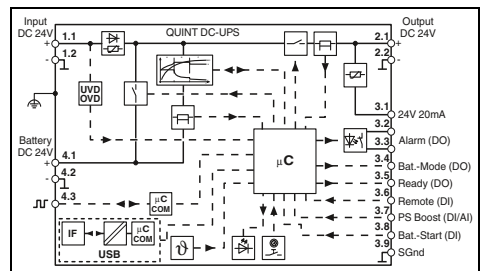 Input
DC 24V
QUINT DC-UPS
Output
DC 24V
+ 1.1
- 1.2
2.1 +
2.2 -
UVD
OVD
3.1
24V 20mA
3.2
3.3
Alarm (DO)
Battery
DC 24V
+ 4.1
- 4.2
4.3
µC
3.4
Bat.-Mode (DO)
3.5
Ready (DO)
3.6
Remote (DI)
3.7
PS Boost (DI/AI)
3.8
Bat.-Start (DI)
3.9
SGnd
µC
COM
IF
µC
COM
USB
ϑ